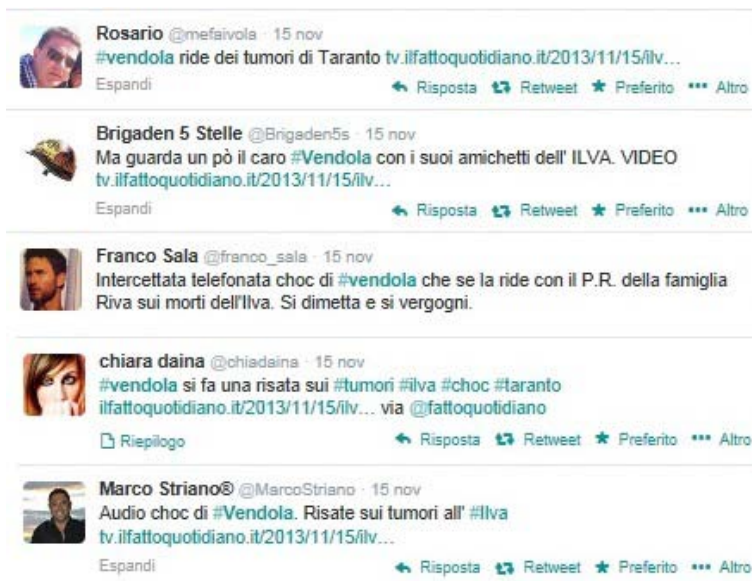 Rosario @mefaivola · 15 nov
#vendola ride dei tumori di Taranto tv.ilfattoquotidiano.it/2013/11/15/ilv…
Espandi Risposta Retweet Preferito Altro
Brigaden 5 Stelle @Brigaden5s · 15 nov
Ma guarda un pò il caro #Vendola con i suoi amichetti dell' ILVA. VIDEO
tv.ilfattoquotidiano.it/2013/11/15/ilv…
Espandi Risposta Retweet Preferito Altro
Franco Sala @franco_sala · 15 nov
Intercettata telefonata choc di #vendola che se la ride con il P.R. della famiglia
Riva sui morti dell'Ilva. Si dimetta e si vergogni.
chiara daina @chiadaina · 15 nov
#vendola si fa una risata sui #tumori #ilva #choc #taranto
ilfattoquotidiano.it/2013/11/15/ilv… via @fattoquotidiano
Riepilogo Risposta Retweet Preferito Altro
Marco Striano® @MarcoStriano · 15 nov
Audio choc di #Vendola. Risate sui tumori all' #Ilva
tv.ilfattoquotidiano.it/2013/11/15/ilv…
Espandi Risposta Retweet Preferito Altro